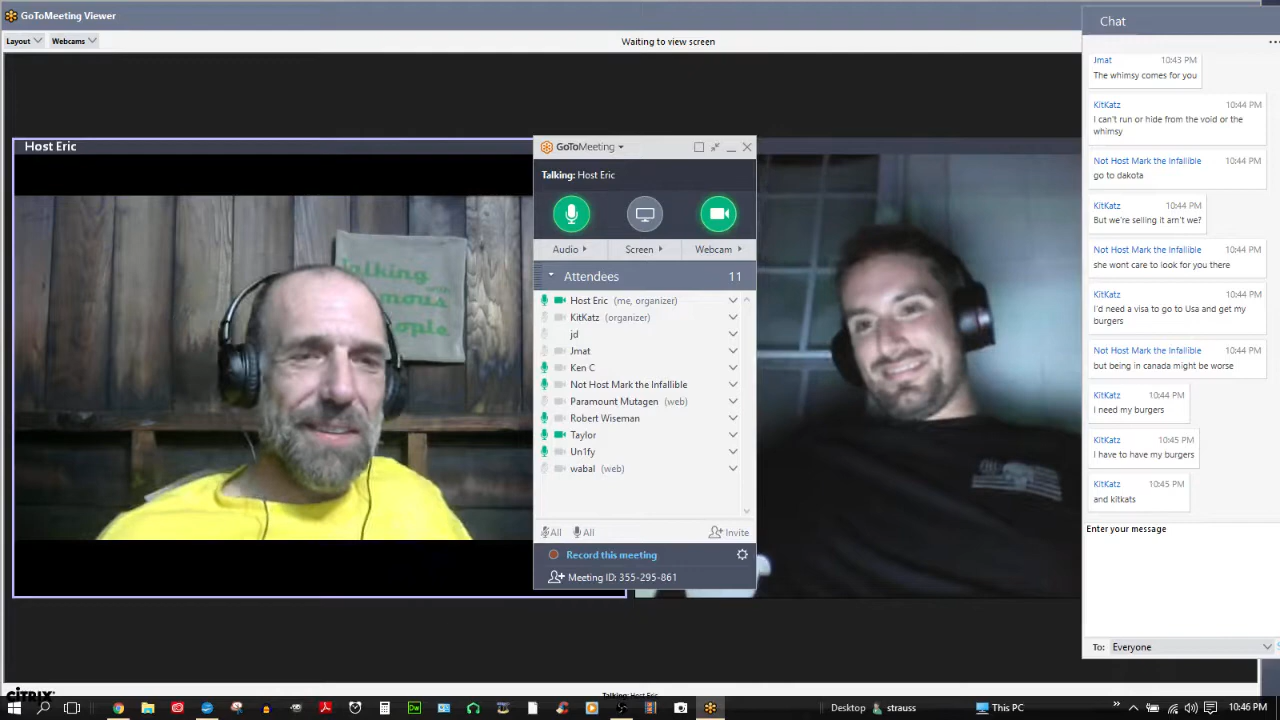 GoToMeeting Viewer
Layout
Webcams
Waiting to view screen
Host Eric
Talking
GoToMeeting
Talking: Host Eric
Audio
Screen
Webcam
Attendees 11
Host Eric (me, organizer)
KitKatz (organizer)
jd
Jmat
Ken C
Not Host Mark the Infallible
Paramount Mutagen (web)
Robert Wiseman
Taylor
Un1fy
wabal (web)
All
All
Invite
Record this meeting
Meeting ID: 355-295-861
Chat
Jmat 10:43 PM
The whimsy comes for you
KitKatz 10:44 PM
I can't run or hide from the void or the
whimsy
Not Host Mark the Infallible 10:44 PM
go to dakota
KitKatz 10:44 PM
But we're selling it arn't we?
Not Host Mark the Infallible 10:44 PM
she wont care to look for you there
KitKatz 10:44 PM
I'd need a visa to go to Usa and get my
burgers
Not Host Mark the Infallible 10:44 PM
but being in canada might be worse
KitKatz 10:44 PM
I need my burgers
KitKatz 10:45 PM
I have to have my burgers
KitKatz 10:45 PM
and kitkats
Enter your message
To: Everyone
CITRIX
Talking: Host Eric
Dw
Desktop
strauss
This PC
10:46 PM